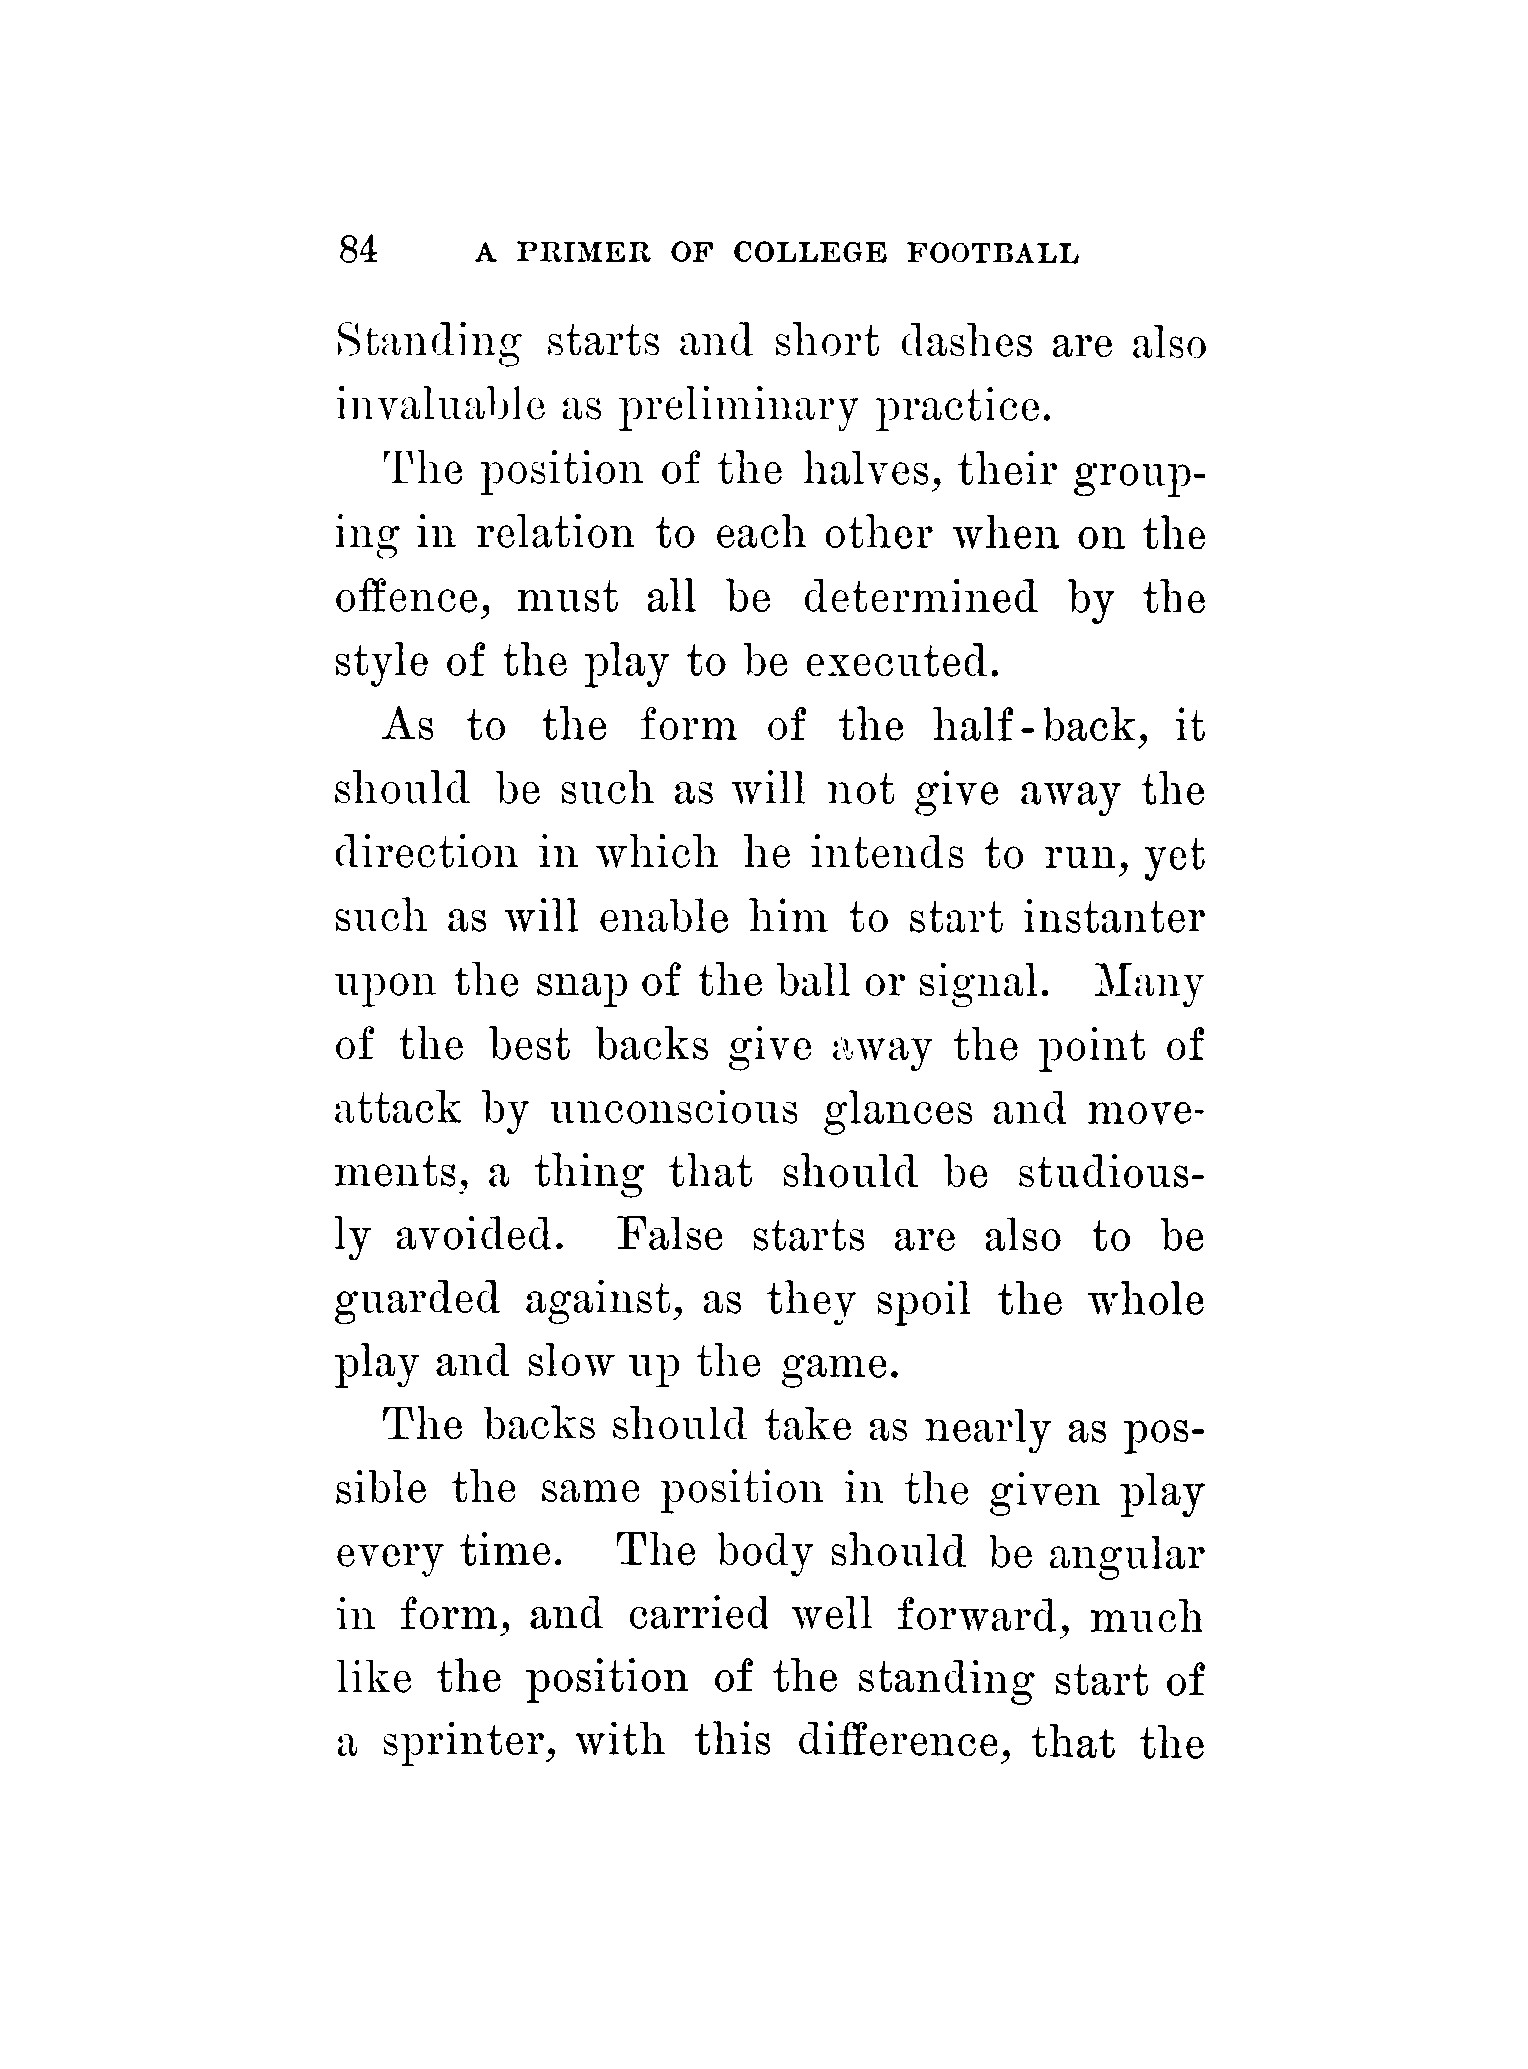 84 A PRIMER OF COLLEGE FOOTBALL
Standing starts and short dashes are also
invaluable as preliminary practice.
The position of the halves, their group-
ing in relation to each other when on the
offence, must all be determined by the
style of the play to be executed.
As to the form of the half-back, it
should be such as will not give away the
direction in which he intends to run, yet
such as will enable him to start instanter
upon the snap of the ball or signal. Many
of the best backs give away the point of
attack by unconscious glances and move-
ments, a thing that should be studious-
ly avoided. False starts are also to be
guarded against, as they spoil the whole
play and slow up the game.
The backs should take as nearly as pos-
sible the same position in the given play
every time. The body should be angular
in form, and carried well forward, much
like the position of the standing start of
a sprinter, with this difference, that the